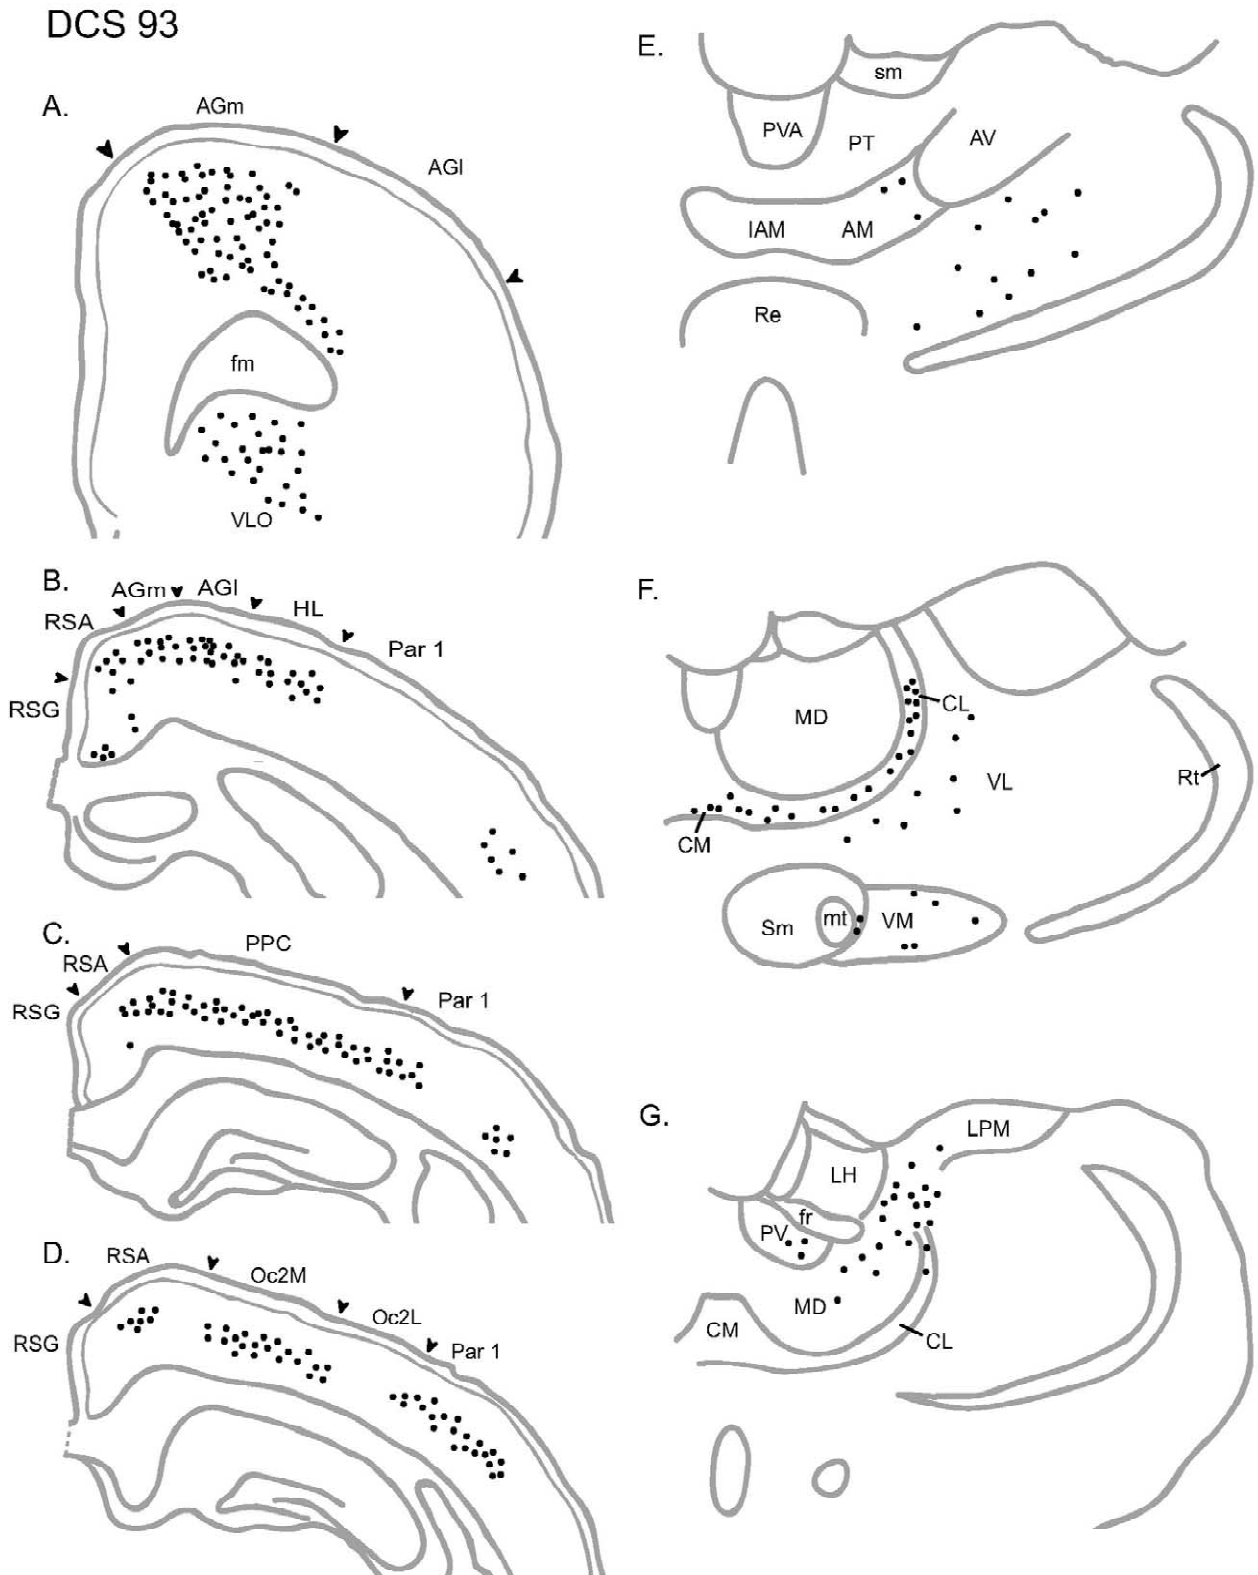 DCS 93
A.
AGm
AGl
fm
VLO
B.
AGm
AGl
HL
RSA
Par 1
RSG
C.
PPC
RSA
Par 1
RSG
D.
RSA
Oc2M
Oc2L
RSG
Par 1
E.
sm
PVA
PT
AV
IAM
AM
Re
F.
MD
CL
VL
Rt
CM
Sm
mt
VM
G.
LPM
LH
fr
PV
MD
CM
CL